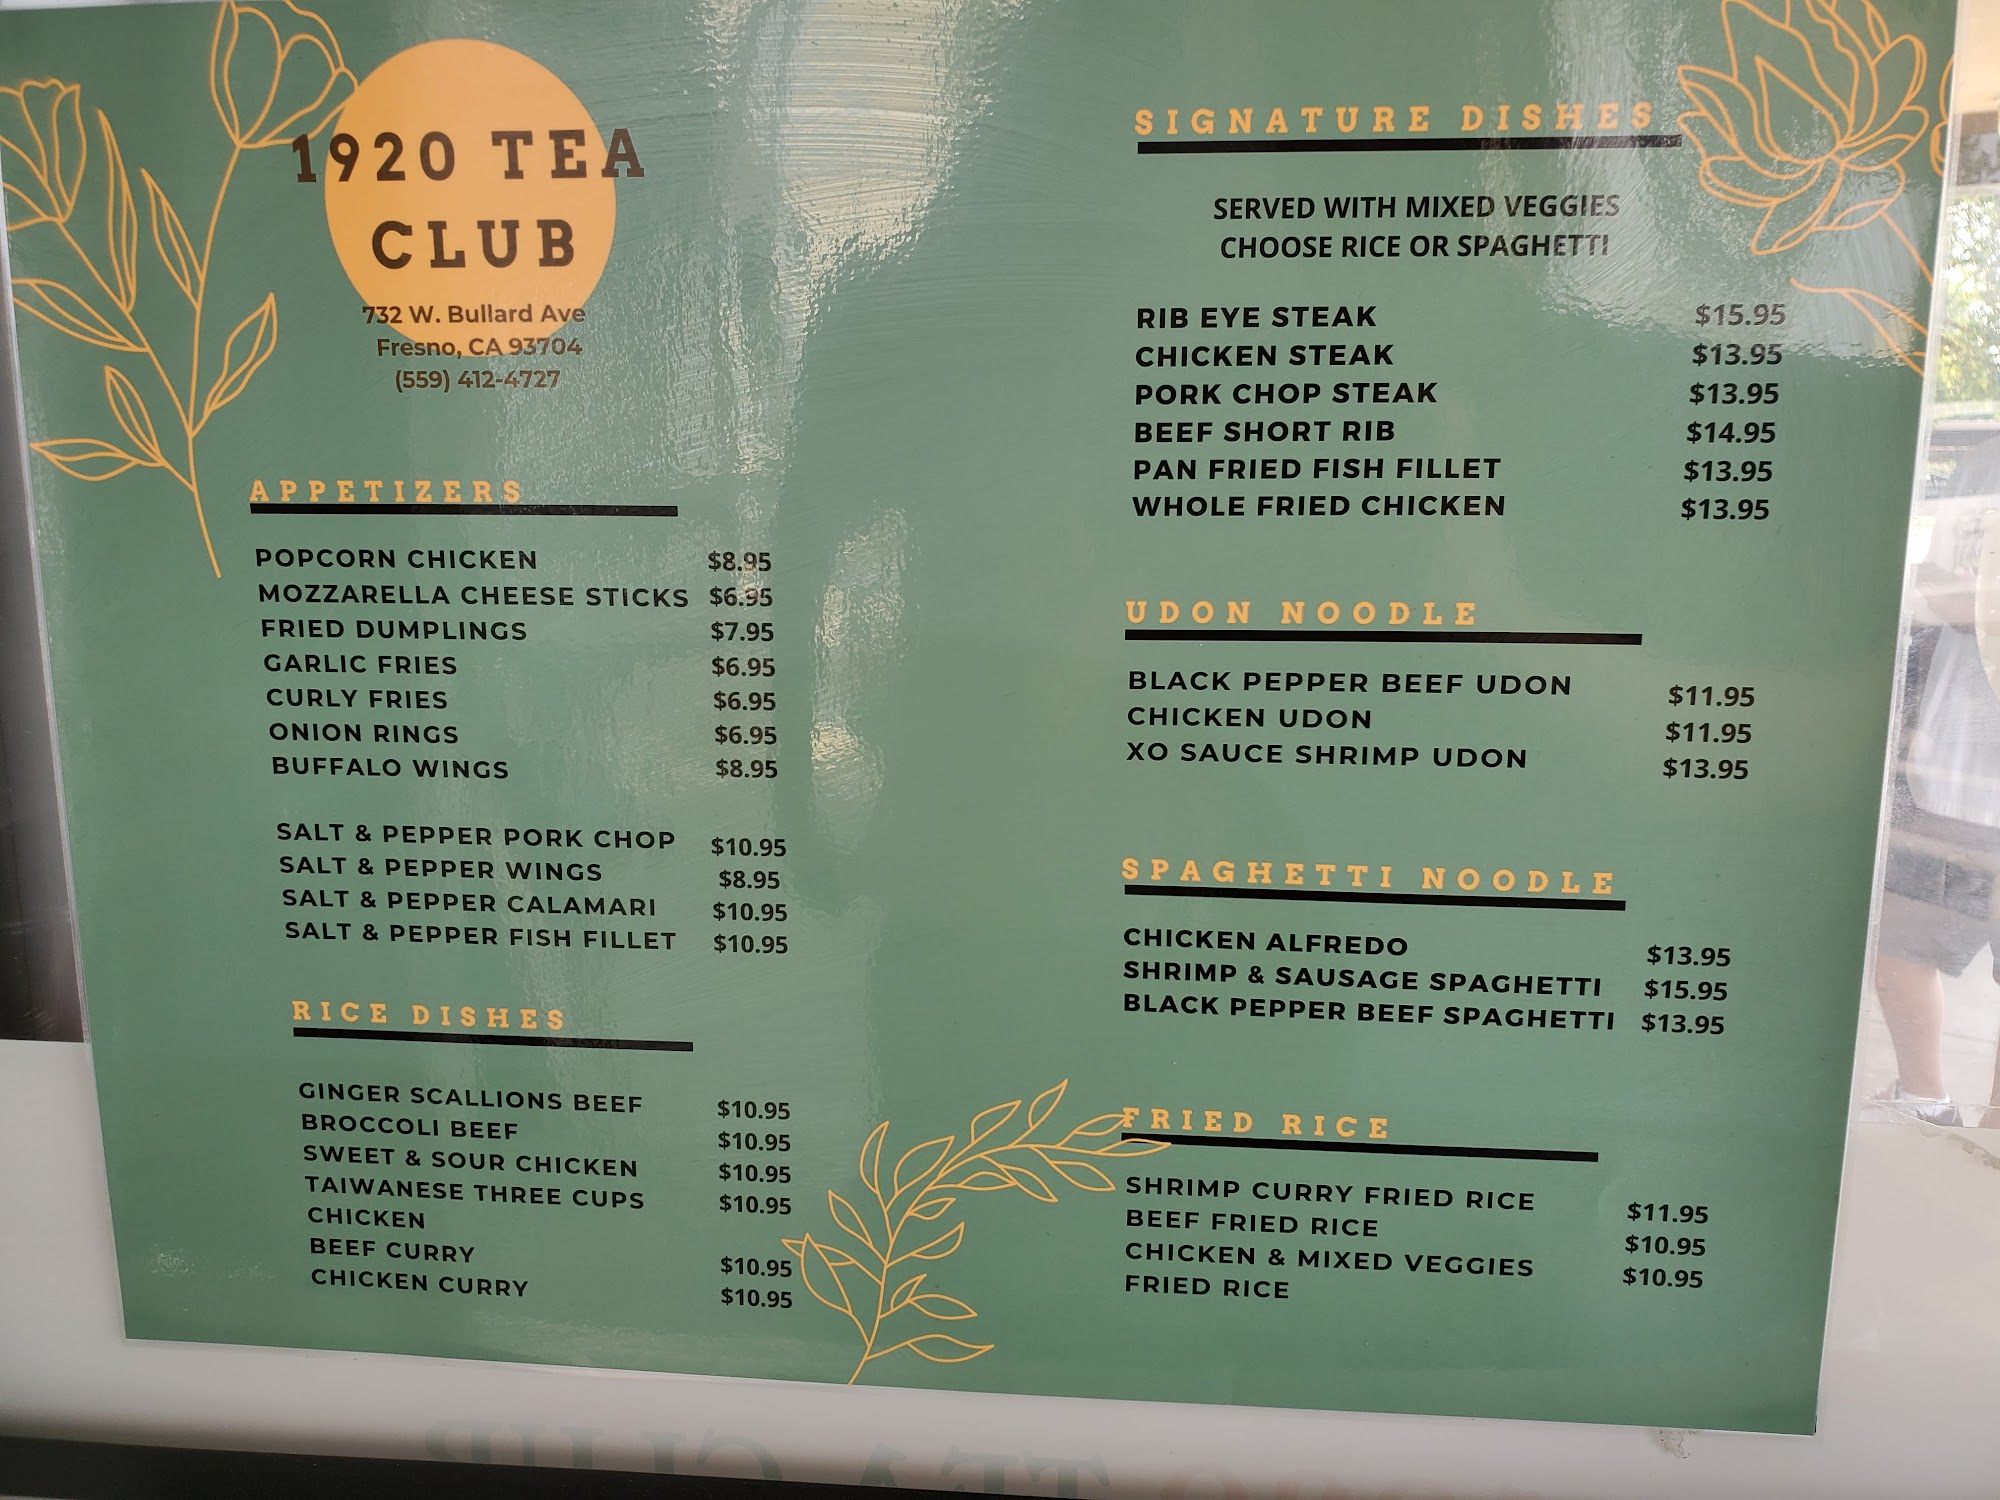 1920 TEA
CLUB
732 W. Bullard Ave
Fresno, CA 93704
(559) 412-4727
APPETIZERS
POPCORN CHICKEN $8.95
MOZZARELLA CHEESE STICKS $6.95
FRIED DUMPLINGS $7.95
GARLIC FRIES $6.95
CURLY FRIES $6.95
ONION RINGS $6.95
BUFFALO WINGS $8.95
SALT & PEPPER PORK CHOP $10.95
SALT & PEPPER WINGS $8.95
SALT & PEPPER CALAMARI $10.95
SALT & PEPPER FISH FILLET $10.95
RICE DISHES
GINGER SCALLIONS BEEF $10.95
BROCCOLI BEEF $10.95
SWEET & SOUR CHICKEN $10.95
TAIWANESE THREE CUPS $10.95
CHICKEN
BEEF CURRY $10.95
CHICKEN CURRY $10.95
SIGNATURE DISHES
SERVED WITH MIXED VEGGIES
CHOOSE RICE OR SPAGHETTI
RIB EYE STEAK $15.95
CHICKEN STEAK $13.95
PORK CHOP STEAK $13.95
BEEF SHORT RIB $14.95
PAN FRIED FISH FILLET $13.95
WHOLE FRIED CHICKEN $13.95
UDON NOODLE
BLACK PEPPER BEEF UDON $11.95
CHICKEN UDON $11.95
XO SAUCE SHRIMP UDON $13.95
SPAGHETTI NOODLE
CHICKEN ALFREDO $13.95
SHRIMP & SAUSAGE SPAGHETTI $15.95
BLACK PEPPER BEEF SPAGHETTI $13.95
FRIED RICE
SHRIMP CURRY FRIED RICE $11.95
BEEF FRIED RICE $10.95
CHICKEN & MIXED VEGGIES $10.95
FRIED RICE